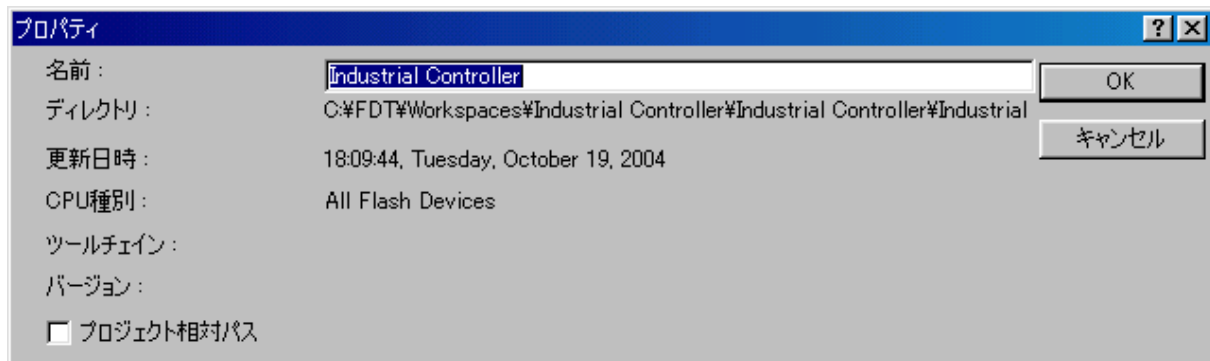 プロパティ
名前：
Industrial Controller
OK
ディレクトリ：
C:¥FDT¥Workspaces¥Industrial Controller¥Industrial Controller¥Industrial
キャンセル
更新日時：
18:09:44, Tuesday, October 19, 2004
CPU種別：
All Flash Devices
ツールチェイン：
バージョン：
プロジェクト相対パス